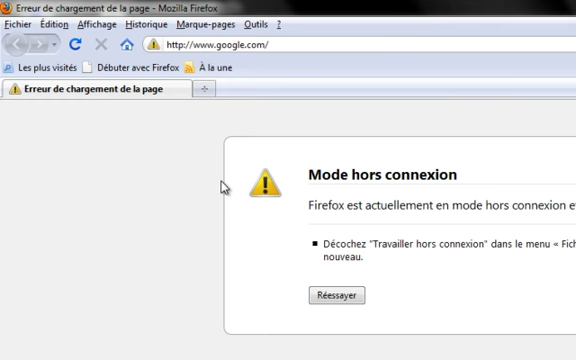 Erreur de chargement de la page - Mozilla Firefox
Fichier Édition Affichage Historique Marque-pages Outils ?
http://www.google.com/
Les plus visités Débuter avec Firefox À la une
Erreur de chargement de la page
Mode hors connexion
Firefox est actuellement en mode hors connexion e
Décochez "Travailler hors connexion" dans le menu « Fic
nouveau.
Réessayer